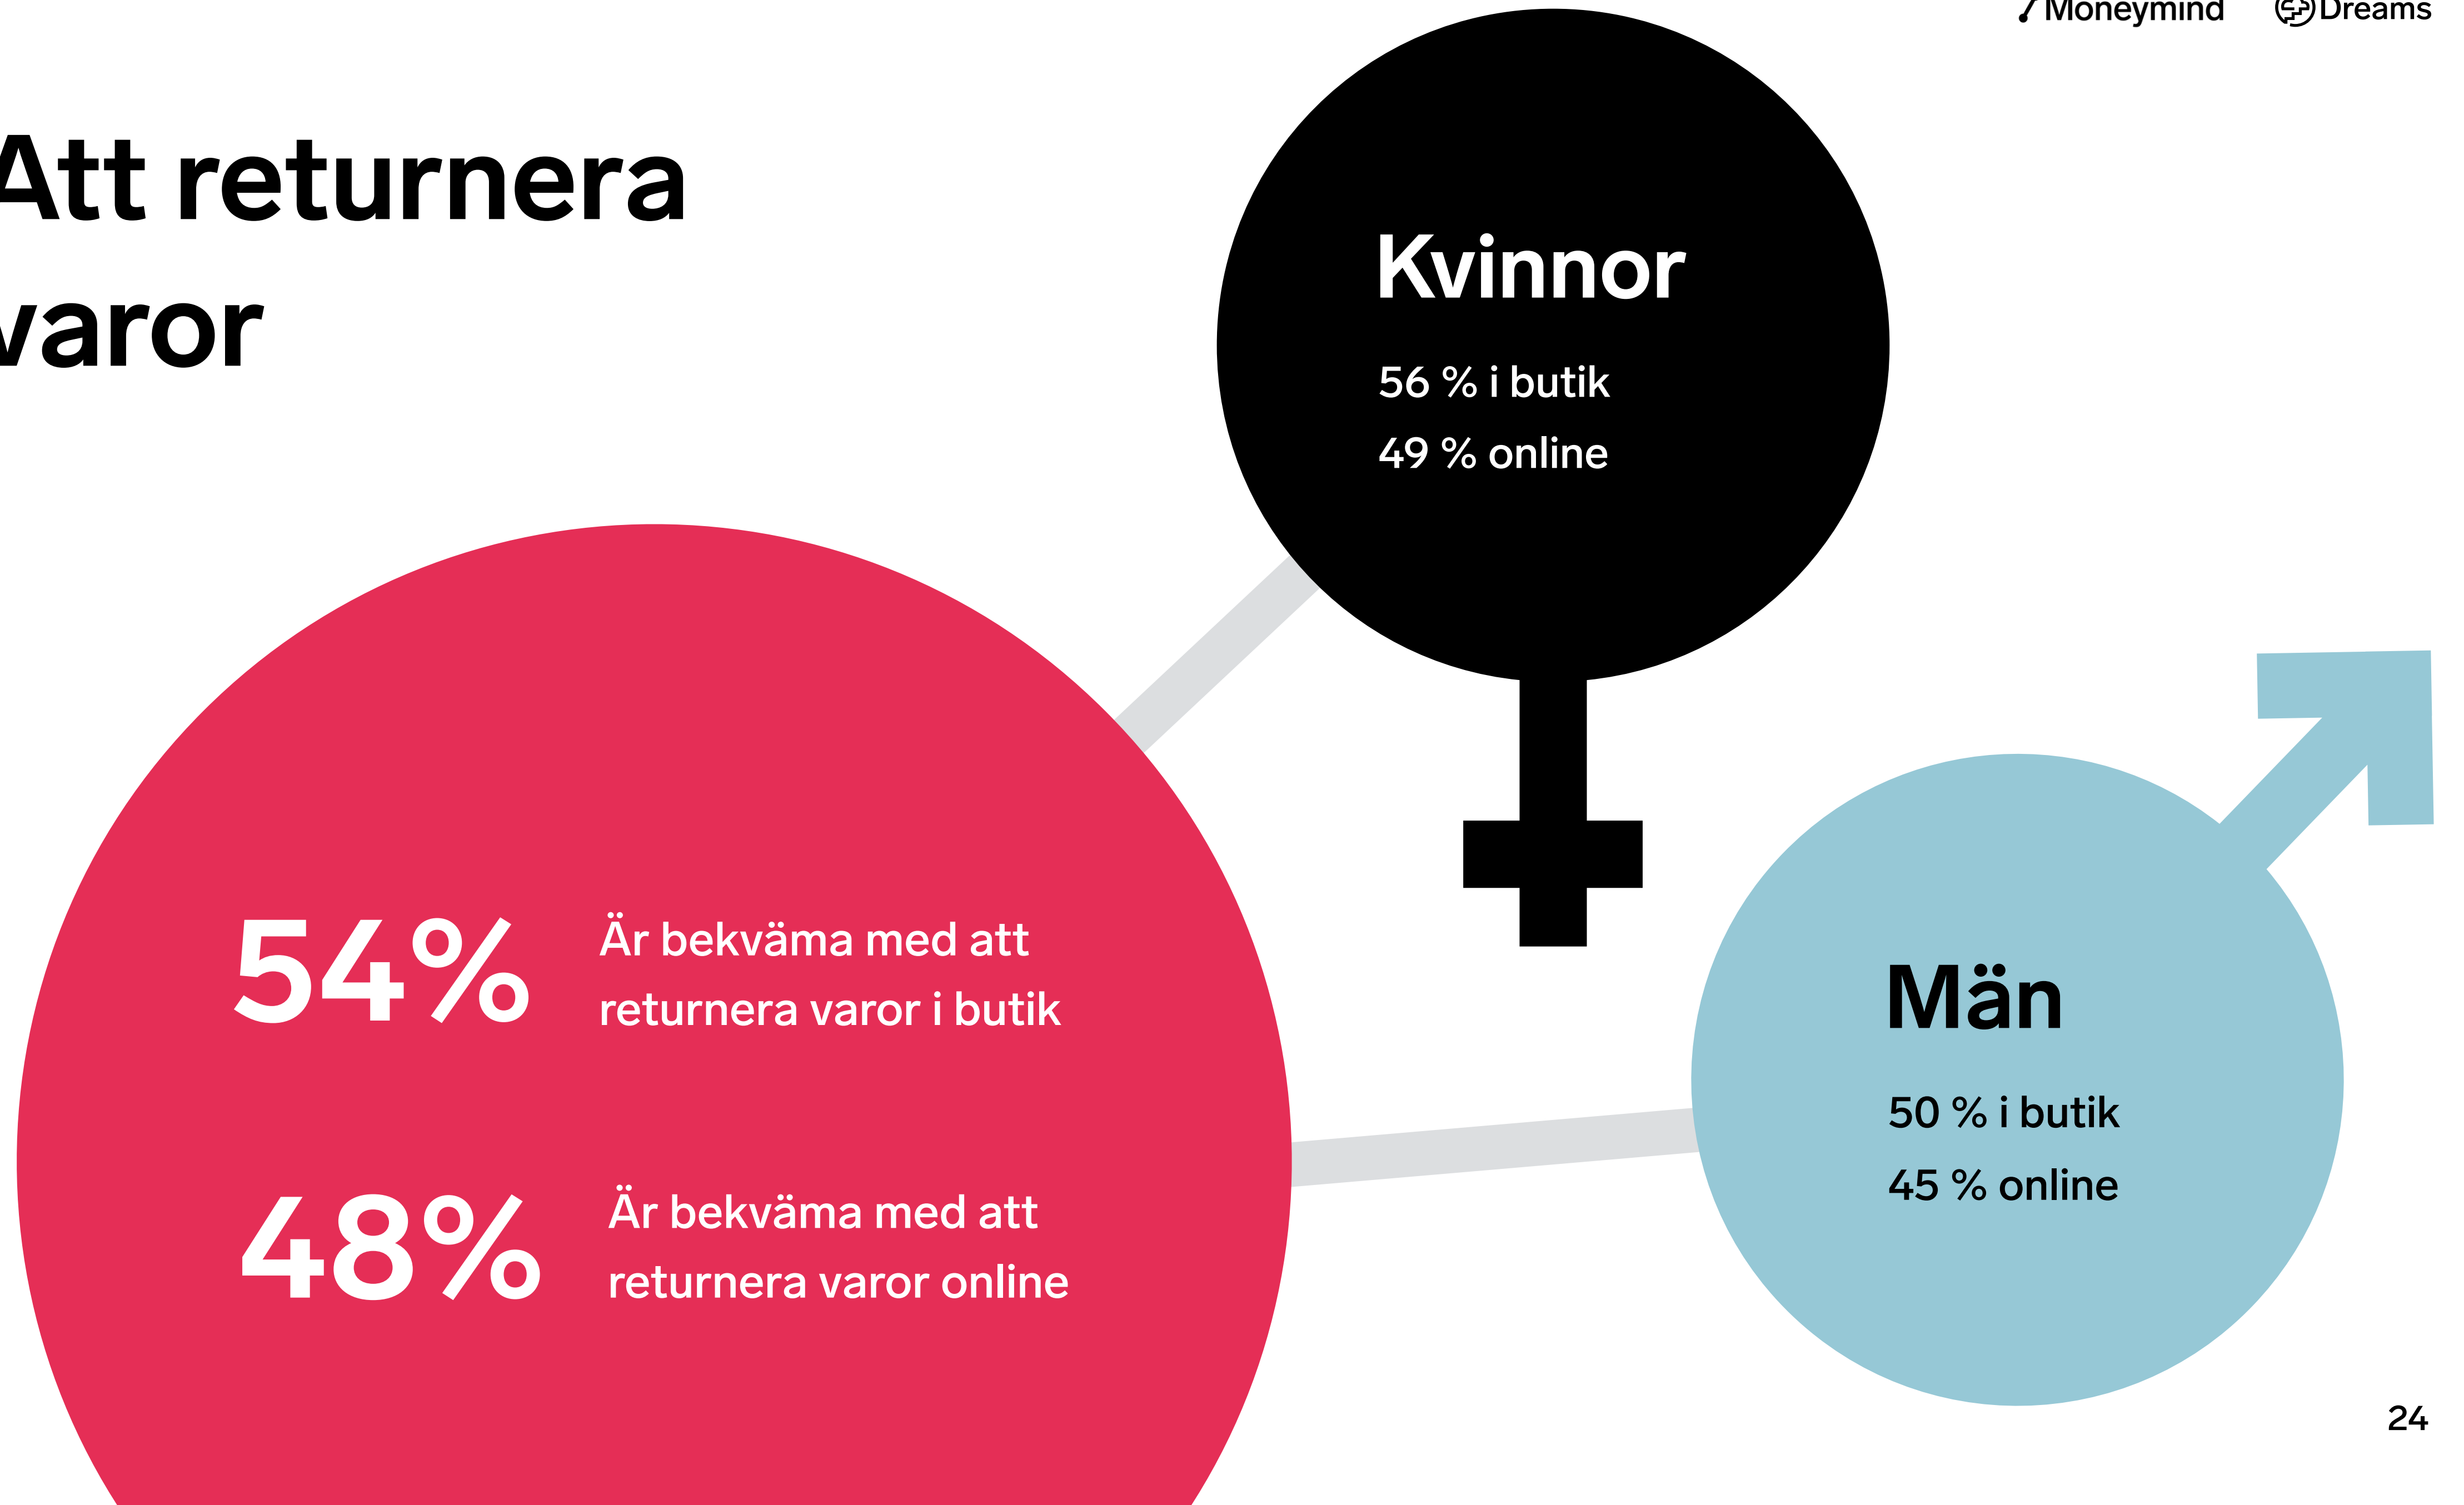 Moneymind Dreams
Att returnera
varor
Kvinnor
56 % i butik
49 % online
54% Är bekväma med att
returnera varor i butik
48% Är bekväma med att
returnera varor online
Män
50 % i butik
45 % online
24